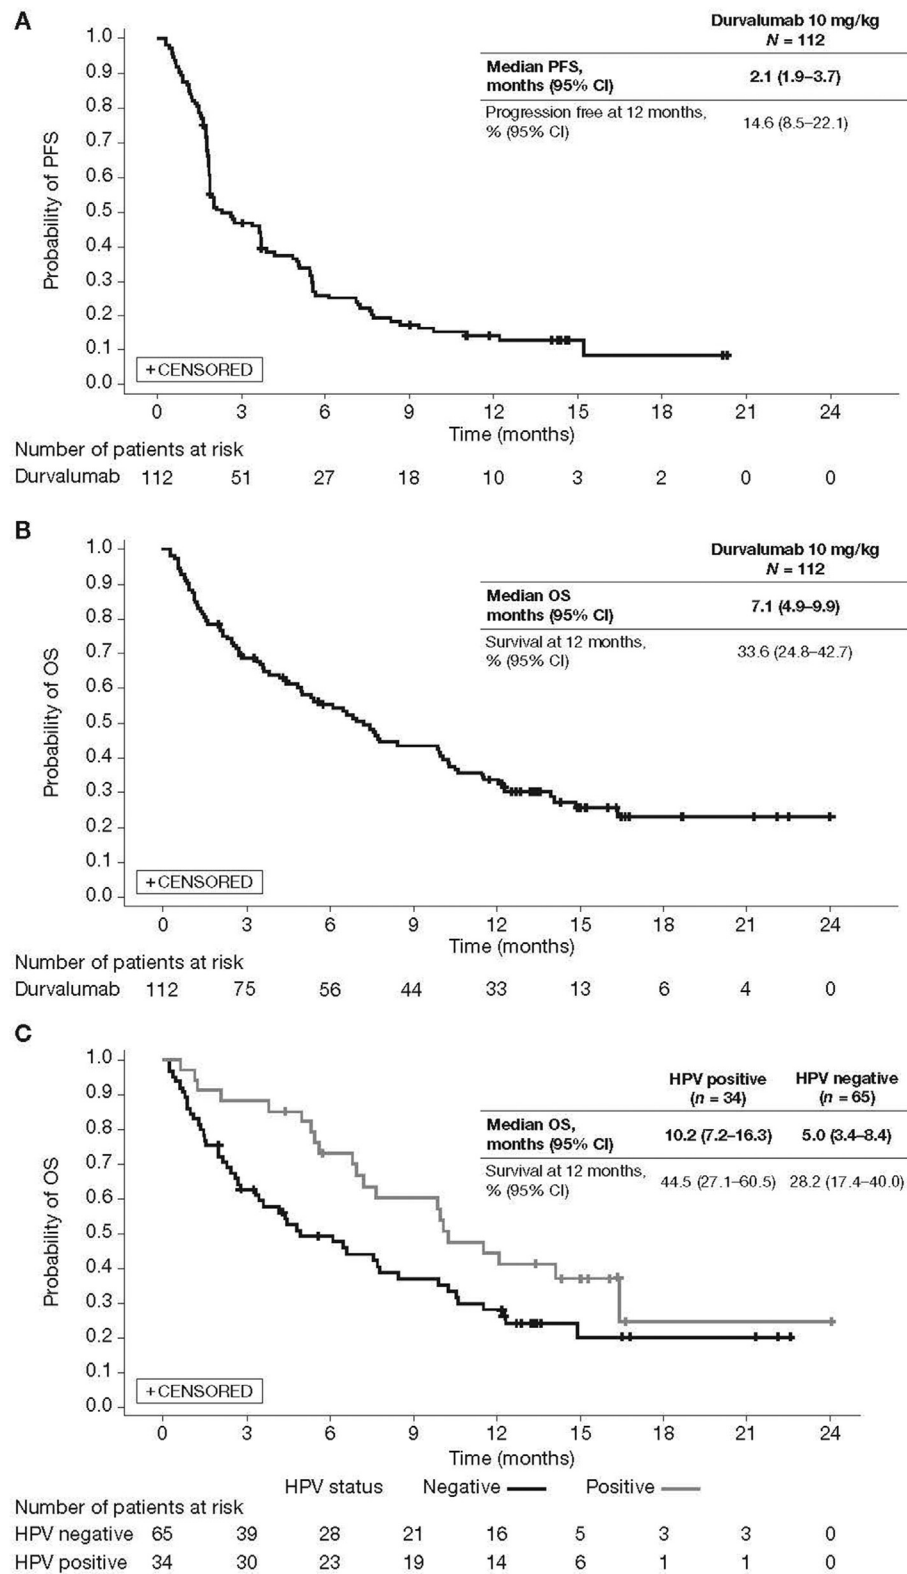 A
Durvalumab 10 mg/kg
N = 112
Median PFS,
months (95% CI)
2.1 (1.9–3.7)
Progression free at 12 months,
% (95% CI)
14.6 (8.5–22.1)
Probability of PFS
1.0
0.9
0.8
0.7
0.6
0.5
0.4
0.3
0.2
0.1
0.0
+CENSORED
0 3 6 9 12 15 18 21 24
Time (months)
Number of patients at risk
Durvalumab 112 51 27 18 10 3 2 0 0
B
Durvalumab 10 mg/kg
N = 112
Median OS
months (95% CI)
7.1 (4.9–9.9)
Survival at 12 months,
% (95% CI)
33.6 (24.8–42.7)
Probability of OS
1.0
0.9
0.8
0.7
0.6
0.5
0.4
0.3
0.2
0.1
0.0
+CENSORED
0 3 6 9 12 15 18 21 24
Time (months)
Number of patients at risk
Durvalumab 112 75 56 44 33 13 6 4 0
C
HPV positive HPV negative
(n = 34) (n = 65)
Median OS,
months (95% CI)
10.2 (7.2–16.3) 5.0 (3.4–8.4)
Survival at 12 months,
% (95% CI)
44.5 (27.1–60.5) 28.2 (17.4–40.0)
Probability of OS
1.0
0.9
0.8
0.7
0.6
0.5
0.4
0.3
0.2
0.1
0.0
+CENSORED
0 3 6 9 12 15 18 21 24
Time (months)
HPV status Negative Positive
Number of patients at risk
HPV negative 65 39 28 21 16 5 3 3 0
HPV positive 34 30 23 19 14 6 1 1 0